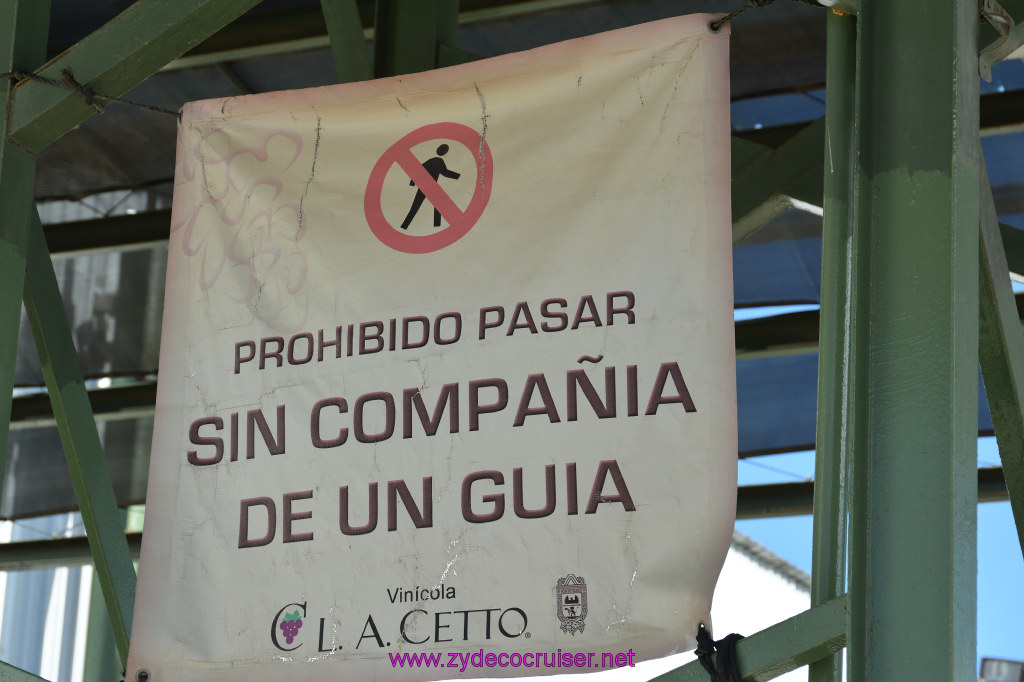 PROHIBIDO PASAR
SIN COMPAÑIA
DE UN GUIA
Vinícola
L. A. CETTO®
www.zydecocruiser.net